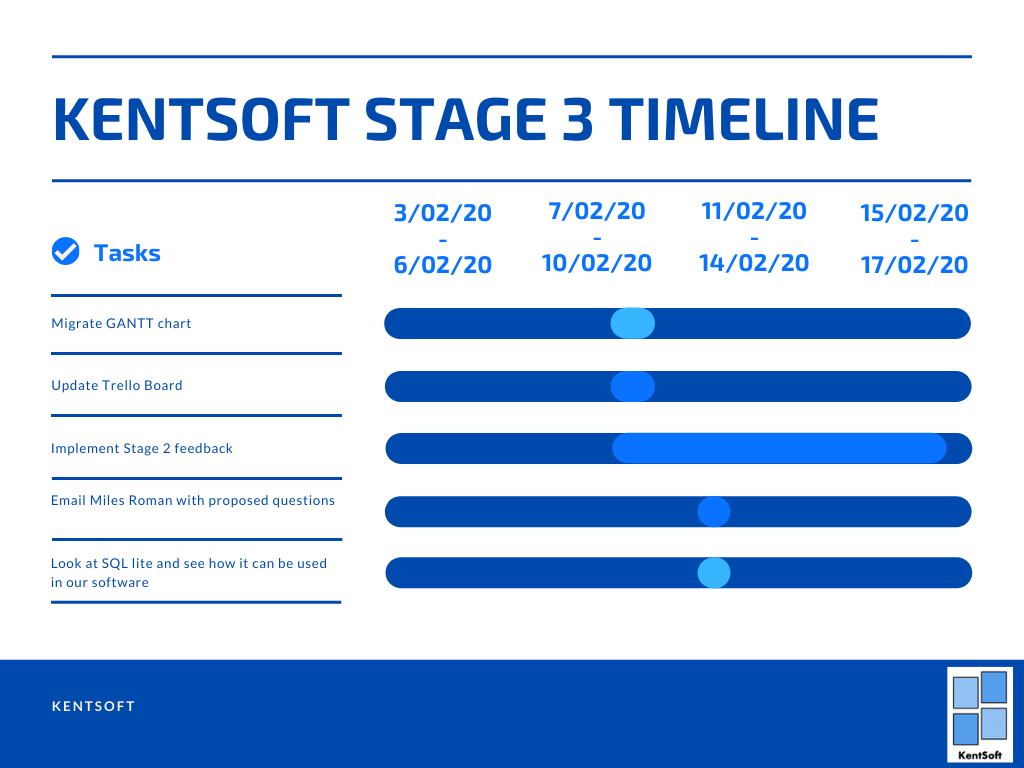 KENTSOFT STAGE 3 TIMELINE
Tasks
3/02/20
-
6/02/20
7/02/20
-
10/02/20
11/02/20
-
14/02/20
15/02/20
-
17/02/20
Migrate GANTT chart
Update Trello Board
Implement Stage 2 feedback
Email Miles Roman with proposed questions
Look at SQL lite and see how it can be used
in our software
KENTSOFT
KentSoft